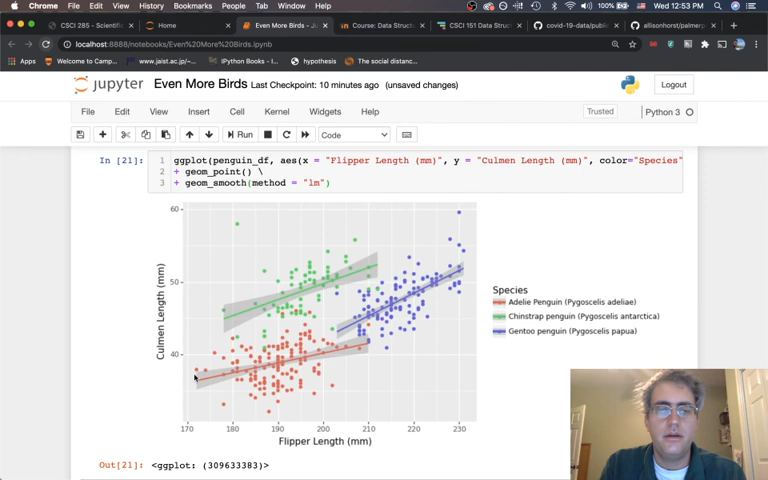 Chrome File Edit View History Bookmarks People Tab Window Help 100% Wed 12:53 PM
CSCI 285 - Scientifi Home Even More Birds - Ju Course: Data Struct CSCI 151 Data Struc covid-19-data/public allisonhorst/palmerp
localhost:8888/notebooks/Even%20More%20Birds.ipynb
Apps Welcome to Camp... www.jaist.ac.jp/~... IPython Books - I... hypothesis The social distanc...
jupyter Even More Birds Last Checkpoint: 10 minutes ago (unsaved changes) Logout
File Edit View Insert Cell Kernel Widgets Help Trusted Python 3
Run Code
In [21]: 1 ggplot(penguin_df, aes(x = "Flipper Length (mm)", y = "Culmen Length (mm)", color="Species"
2 + geom_point() \
3 + geom_smooth(method = "lm")
60
50
40
Culmen Length (mm)
170 180 190 200 210 220 230
Flipper Length (mm)
Species
Adelie Penguin (Pygoscelis adeliae)
Chinstrap penguin (Pygoscelis antarctica)
Gentoo penguin (Pygoscelis papua)
Out[21]: <ggplot: (309633383)>